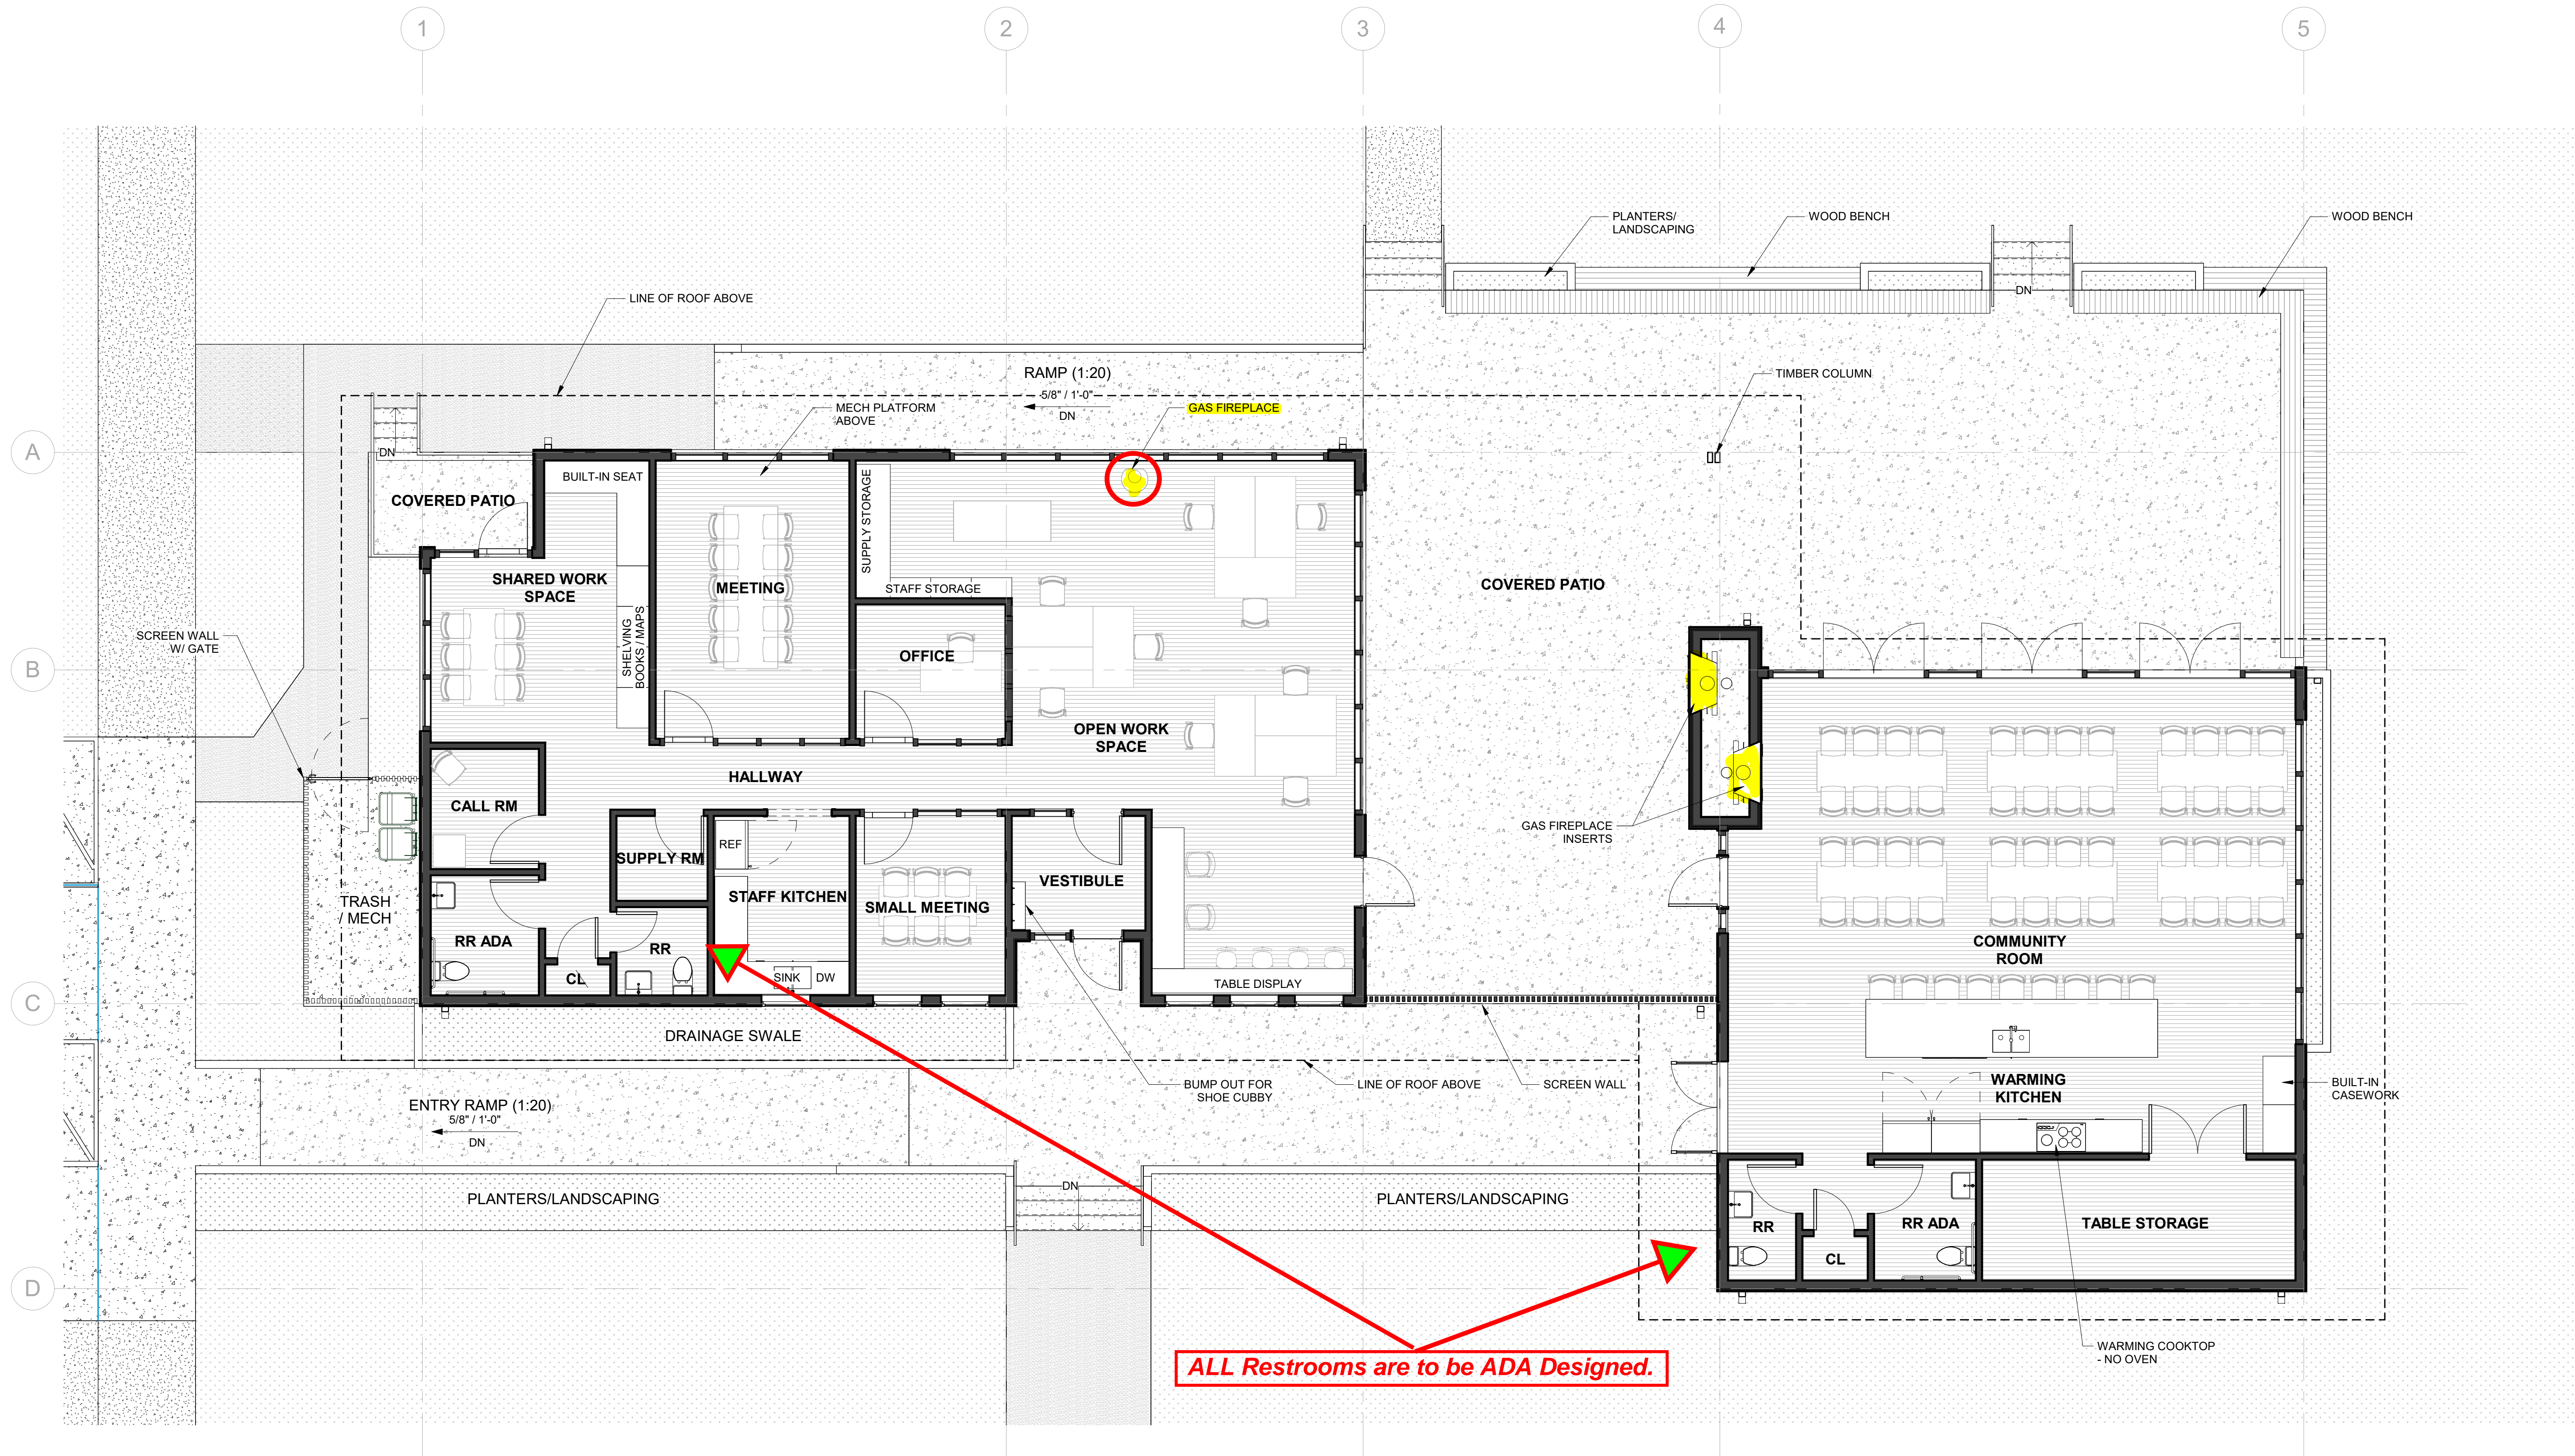 1
2
3
4
5
PLANTERS/
LANDSCAPING
WOOD BENCH
WOOD BENCH
DN
LINE OF ROOF ABOVE
RAMP (1:20)
5/8" / 1'-0"
DN
TIMBER COLUMN
MECH PLATFORM
ABOVE
GAS FIREPLACE
A
DN
BUILT-IN SEAT
COVERED PATIO
SUPPLY STORAGE
SHARED WORK
SPACE
MEETING
STAFF STORAGE
COVERED PATIO
SCREEN WALL
W/ GATE
SHELVING
BOOKS / MAPS
OFFICE
B
OPEN WORK
SPACE
HALLWAY
CALL RM
GAS FIREPLACE
INSERTS
REF
SUPPLY RM
VESTIBULE
STAFF KITCHEN
SMALL MEETING
TRASH
/ MECH
RR ADA
RR
COMMUNITY
ROOM
CL
SINK
DW
TABLE DISPLAY
C
DRAINAGE SWALE
BUMP OUT FOR
SHOE CUBBY
LINE OF ROOF ABOVE
SCREEN WALL
WARMING
KITCHEN
BUILT-IN
CASEWORK
ENTRY RAMP (1:20)
5/8" / 1'-0"
DN
PLANTERS/LANDSCAPING
DN
PLANTERS/LANDSCAPING
RR
RR ADA
TABLE STORAGE
CL
D
WARMING COOKTOP
- NO OVEN
ALL Restrooms are to be ADA Designed.